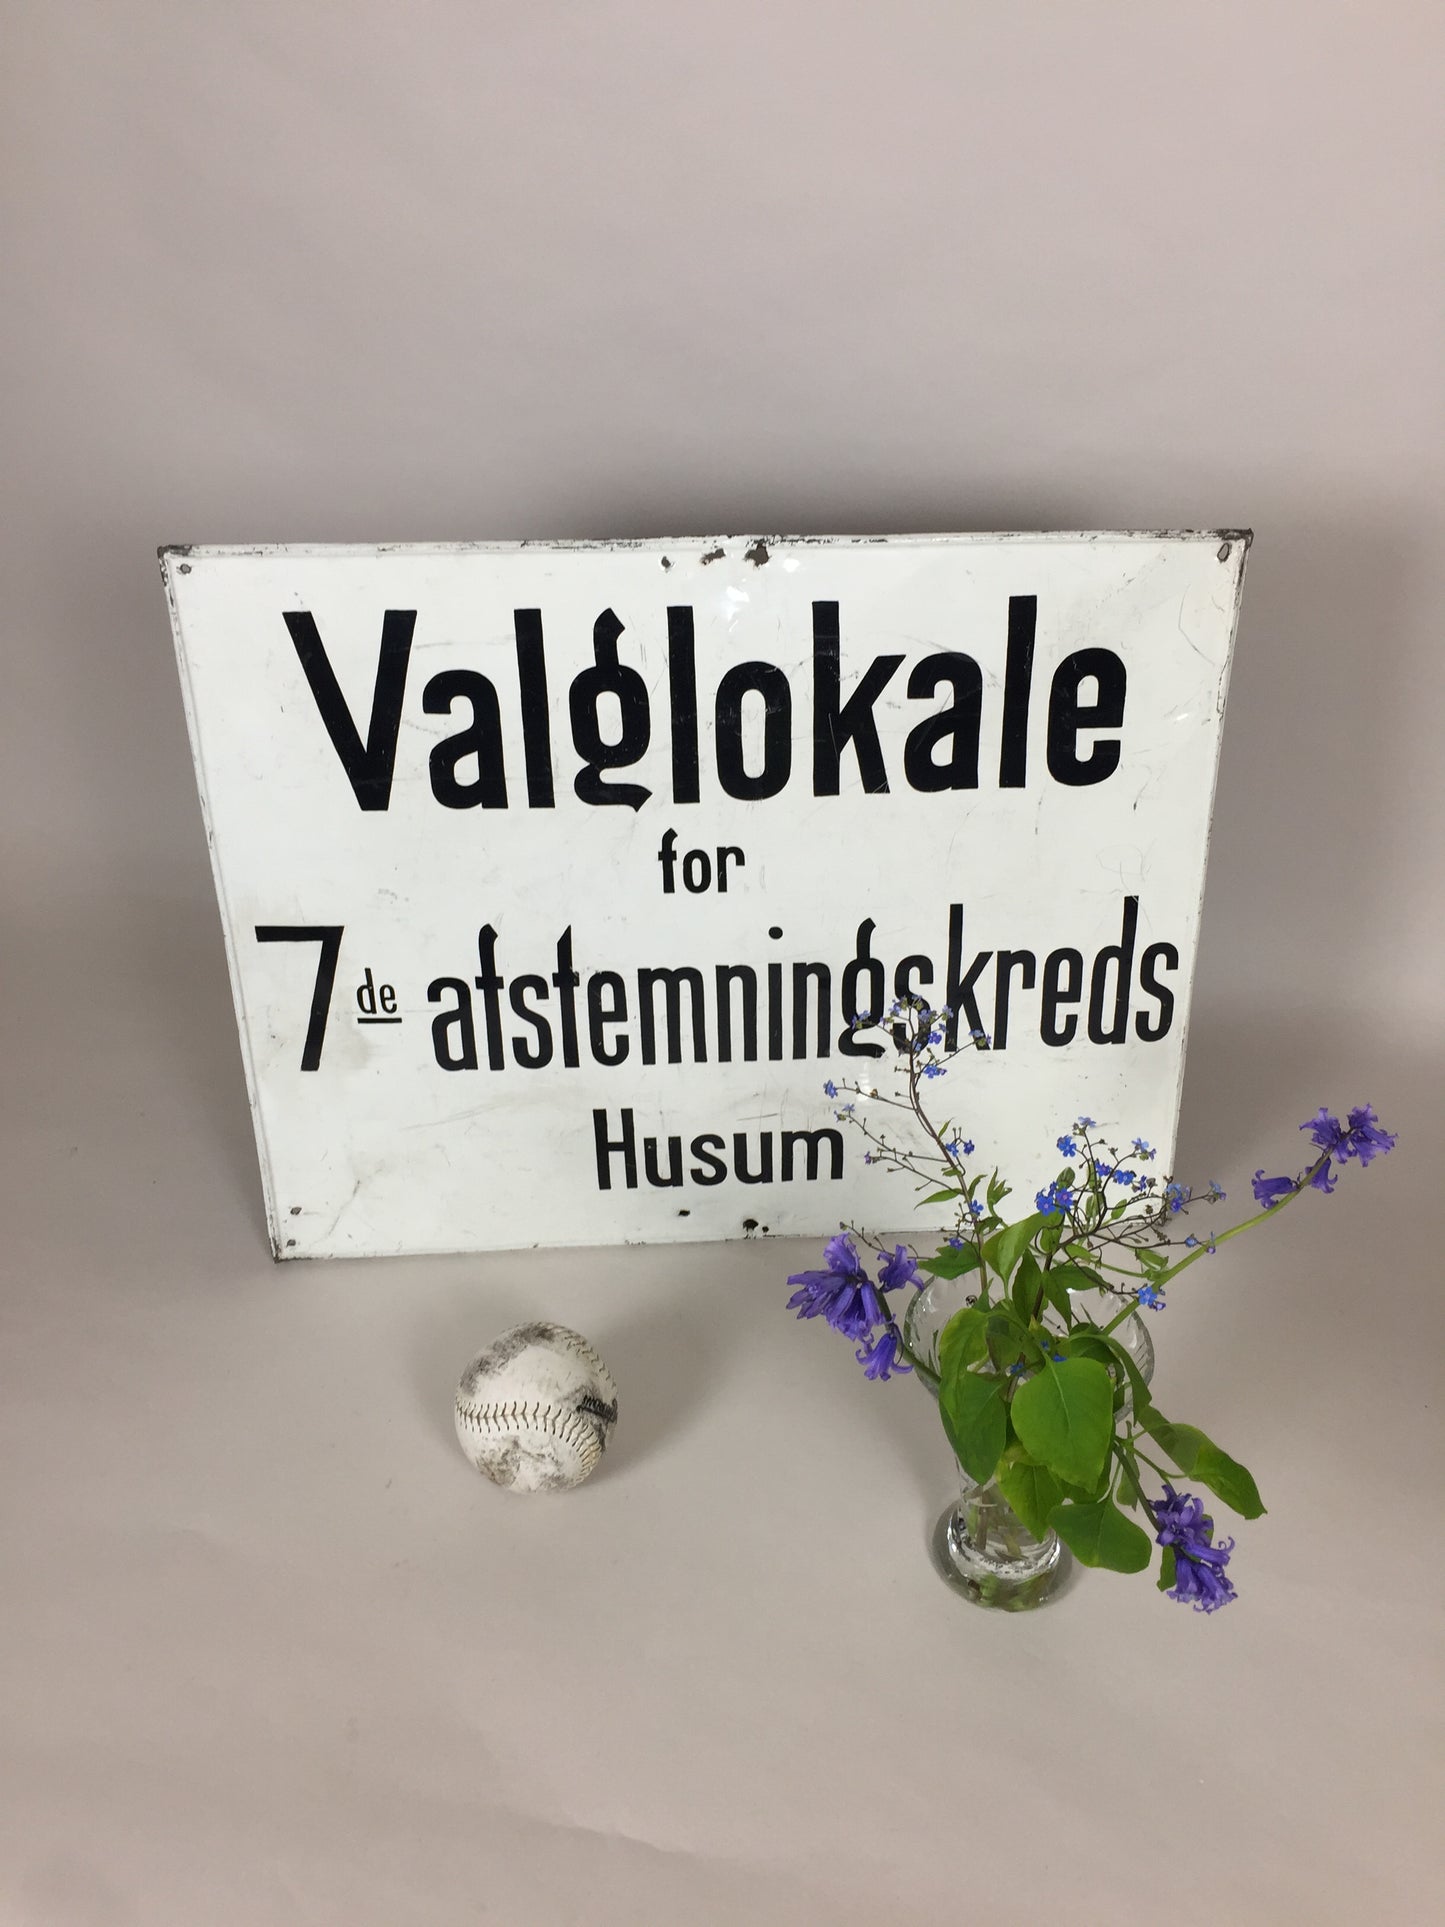 Valglokale
for
7de afstemningskreds
Husum